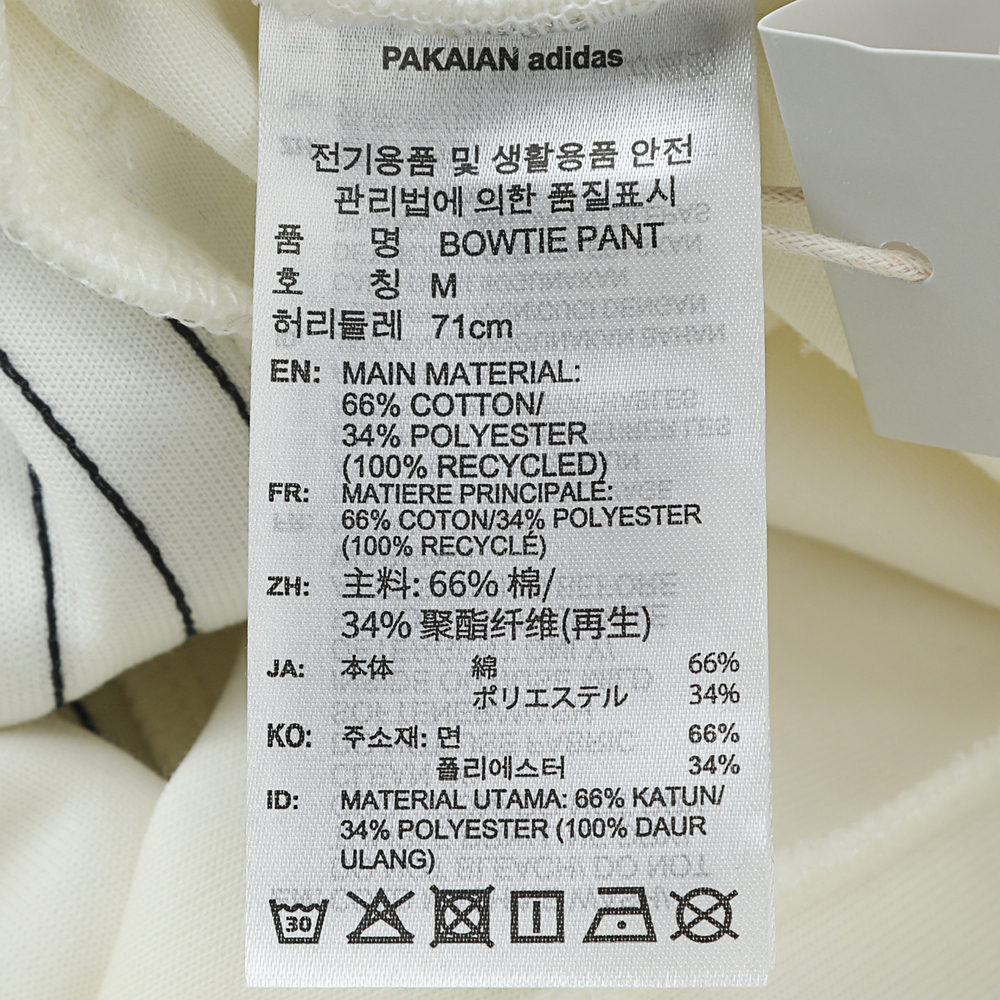 PAKAIAN adidas
전기용품 및 생활용품 안전
관리법에 의한 품질표시
품 명 BOWTIE PANT
호 칭 M
허리둘레 71cm
EN: MAIN MATERIAL:
66% COTTON/
34% POLYESTER
(100% RECYCLED)
FR: MATIERE PRINCIPALE:
66% COTON/34% POLYESTER
(100% RECYCLÉ)
ZH: 主料: 66% 棉/
34% 聚酯纤维(再生)
JA: 本体 綿 66%
ポリエステル 34%
KO: 주소재: 면 66%
폴리에스터 34%
ID: MATERIAL UTAMA: 66% KATUN/
34% POLYESTER (100% DAUR
ULANG)
30